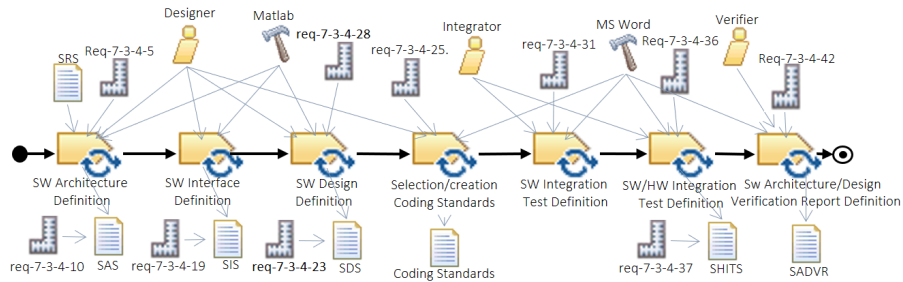 Designer
Matlab
Integrator
MS Word
Verifier
SRS
Req-7-3-4-5
req-7-3-4-28
req-7-3-4-25.
req-7-3-4-31
Req-7-3-4-36
Req-7-3-4-42
SW Architecture
Definition
SW Interface
Definition
SW Design
Definition
Selection/creation
Coding Standards
SW Integration
Test Definition
SW/HW Integration
Test Definition
Sw Architecture/Design
Verification Report Definition
req-7-3-4-10
SAS
req-7-3-4-19
SIS
req-7-3-4-23
SDS
Coding Standards
req-7-3-4-37
SHITS
SADVR